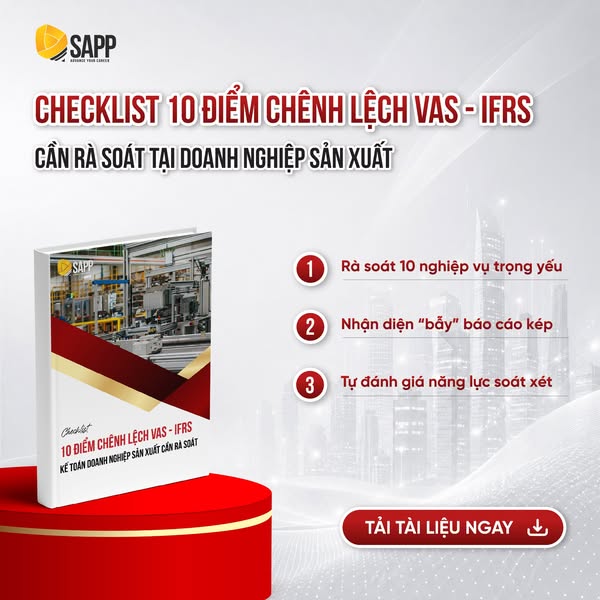 SAPP
ADVANCE YOUR CAREER
CHECKLIST 10 ĐIỂM CHÊNH LỆCH VAS - IFRS
CẦN RÀ SOÁT TẠI DOANH NGHIỆP SẢN XUẤT
SAPP
Checklist
10 ĐIỂM CHÊNH LỆCH VAS - IFRS
KẾ TOÁN DOANH NGHIỆP SẢN XUẤT CẦN RÀ SOÁT
1 Rà soát 10 nghiệp vụ trọng yếu
2 Nhận diện “bẫy” báo cáo kép
3 Tự đánh giá năng lực soát xét
TẢI TÀI LIỆU NGAY